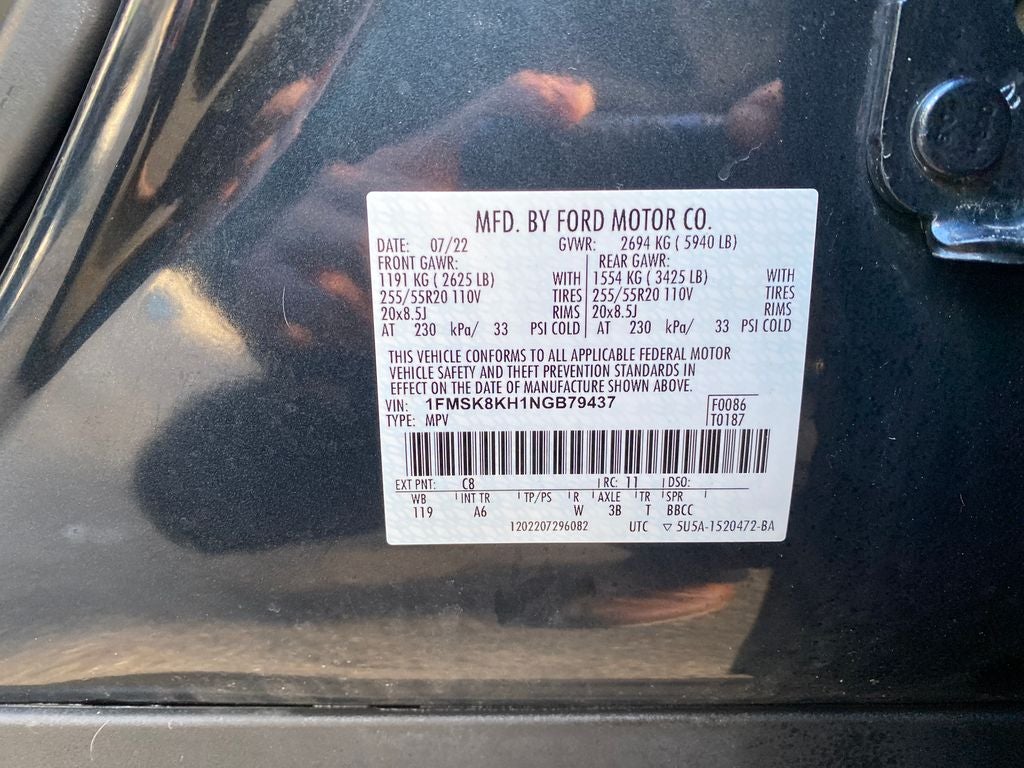 MFD. BY FORD MOTOR CO.
DATE: 07/22 GVWR: 2694 KG ( 5940 LB)
FRONT GAWR: REAR GAWR:
1191 KG ( 2625 LB) WITH 1554 KG ( 3425 LB) WITH
255/55R20 110V TIRES 255/55R20 110V TIRES
20x8.5J RIMS 20x8.5J RIMS
AT 230 kPa/ 33 PSI COLD AT 230 kPa/ 33 PSI COLD
THIS VEHICLE CONFORMS TO ALL APPLICABLE FEDERAL MOTOR
VEHICLE SAFETY AND THEFT PREVENTION STANDARDS IN
EFFECT ON THE DATE OF MANUFACTURE SHOWN ABOVE.
VIN: 1FMSK8KH1NGB79437 F0086
TYPE: MPV T0187
EXT PNT: C8 RC: 11 DSO:
WB INT TR TP/PS R AXLE TR SPR
119 A6 W 3B T BBCC
1202207296082 UTC ▽ 5U5A-1520472-BA